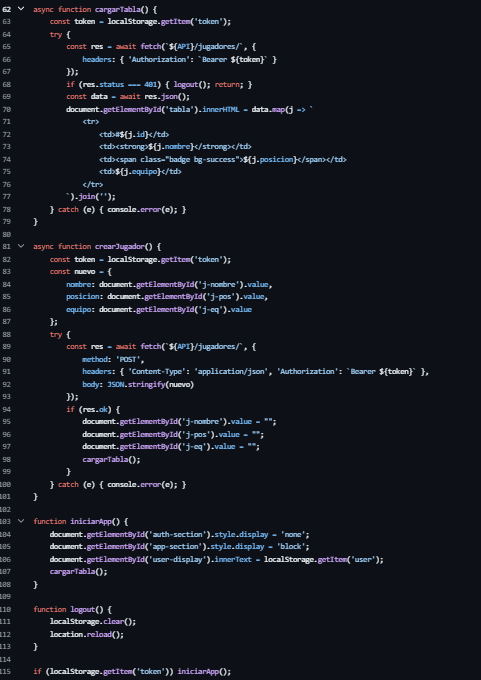 62 async function cargarTabla() {
63     const token = localStorage.getItem('token');
64     try {
65         const res = await fetch(`${API}/jugadores/`, {
66             headers: { 'Authorization': `Bearer ${token}` }
67         });
68         if (res.status === 401) { logout(); return; }
69         const data = await res.json();
70         document.getElementById('tabla').innerHTML = data.map(j => `
71             <tr>
72                 <td>#${j.id}</td>
73                 <td><strong>${j.nombre}</strong></td>
74                 <td><span class="badge bg-success">${j.posicion}</span></td>
75                 <td>${j.equipo}</td>
76             </tr>
77         `).join('');
78     } catch (e) { console.error(e); }
79 }
80
81 async function crearJugador() {
82     const token = localStorage.getItem('token');
83     const nuevo = {
84         nombre: document.getElementById('j-nombre').value,
85         posicion: document.getElementById('j-pos').value,
86         equipo: document.getElementById('j-eq').value
87     };
88     try {
89         const res = await fetch(`${API}/jugadores/`, {
90             method: 'POST',
91             headers: { 'Content-Type': 'application/json', 'Authorization': `Bearer ${token}` },
92             body: JSON.stringify(nuevo)
93         });
94         if (res.ok) {
95             document.getElementById('j-nombre').value = "";
96             document.getElementById('j-pos').value = "";
97             document.getElementById('j-eq').value = "";
98             cargarTabla();
99         }
100     } catch (e) { console.error(e); }
101 }
102
103 function iniciarApp() {
104     document.getElementById('auth-section').style.display = 'none';
105     document.getElementById('app-section').style.display = 'block';
106     document.getElementById('user-display').innerText = localStorage.getItem('user');
107     cargarTabla();
108 }
109
110 function logout() {
111     localStorage.clear();
112     location.reload();
113 }
114
115 if (localStorage.getItem('token')) iniciarApp();